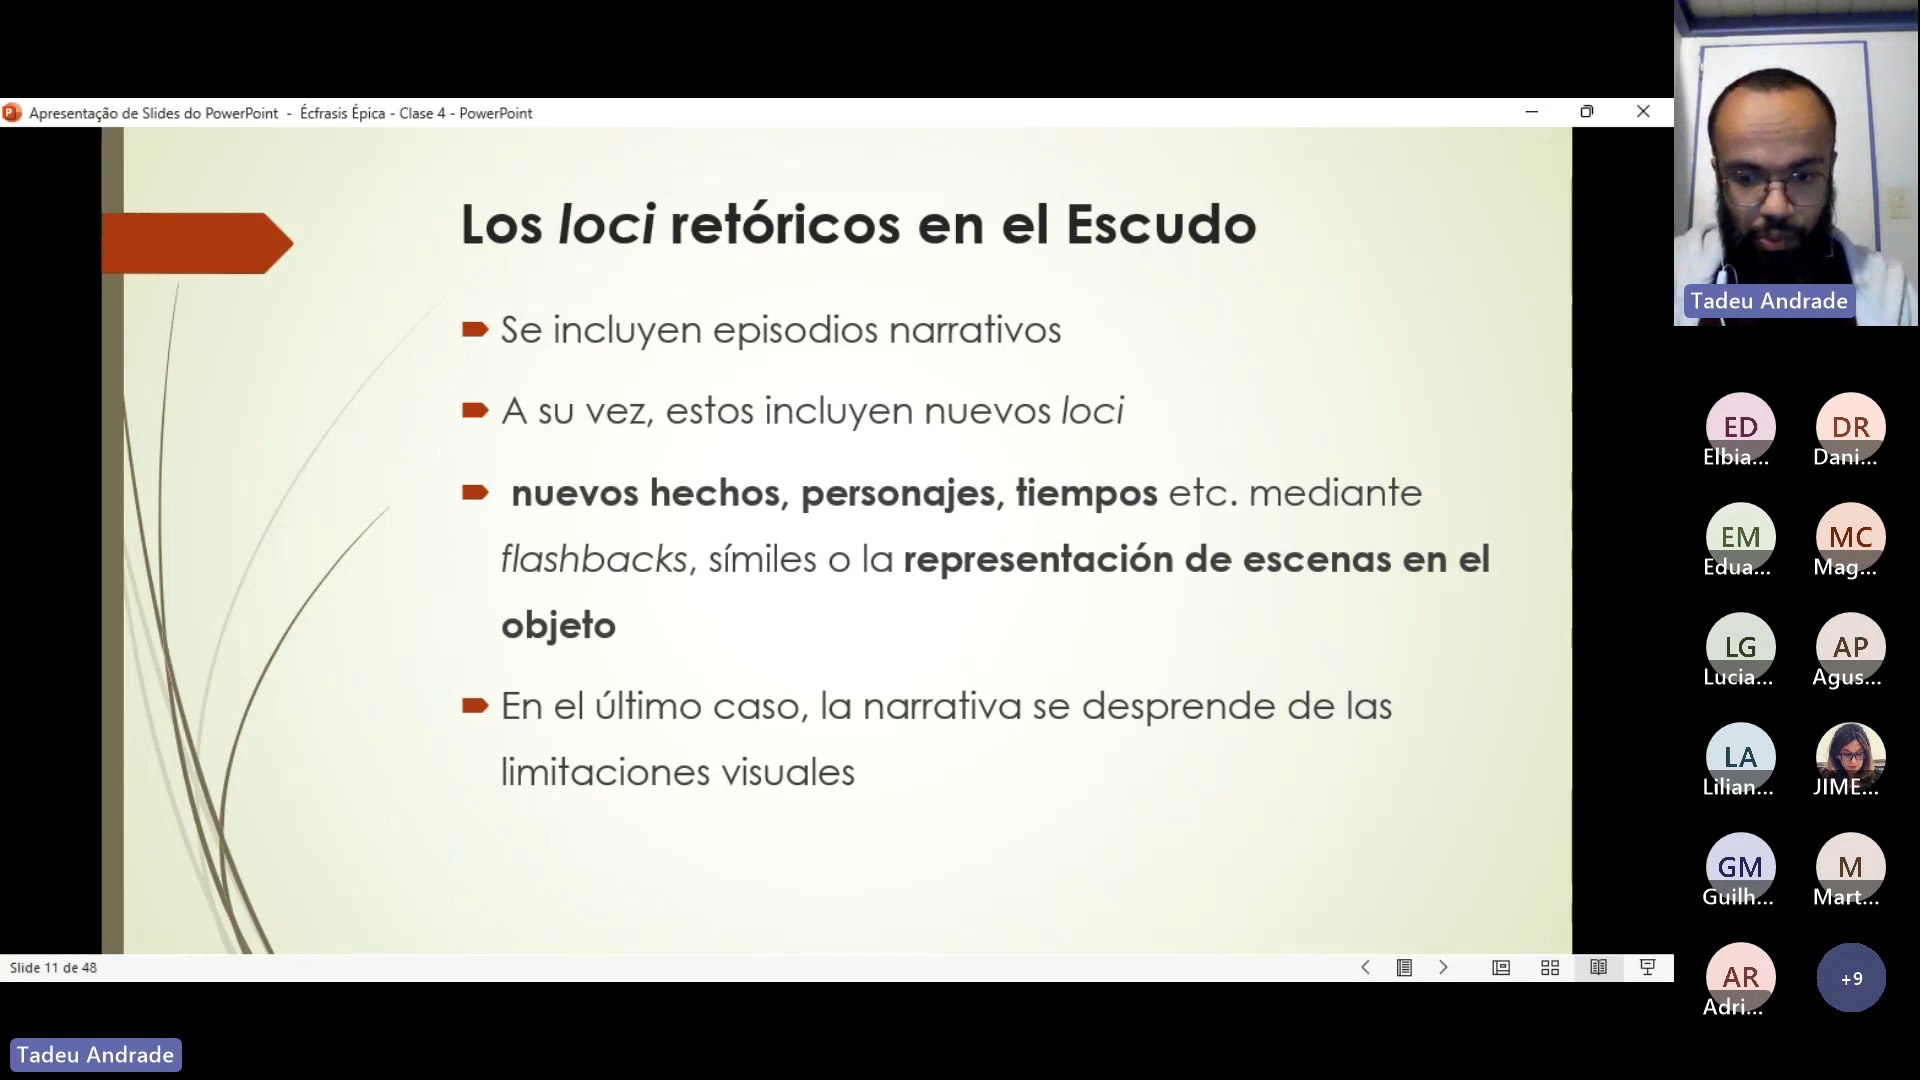 Apresentação de Slides do PowerPoint - Écfrasis Épica - Clase 4 - PowerPoint
Los loci retóricos en el Escudo
Se incluyen episodios narrativos
A su vez, estos incluyen nuevos loci
nuevos hechos, personajes, tiempos etc. mediante
flashbacks, símiles o la representación de escenas en el
objeto
En el último caso, la narrativa se desprende de las
limitaciones visuales
Slide 11 de 48
Tadeu Andrade
Tadeu Andrade
ED
Elbia...
DR
Dani...
EM
Edua...
MC
Mag...
LG
Lucia...
AP
Agus...
LA
Lilian...
JIME...
GM
Guilh...
M
Mart...
AR
Adri...
+9